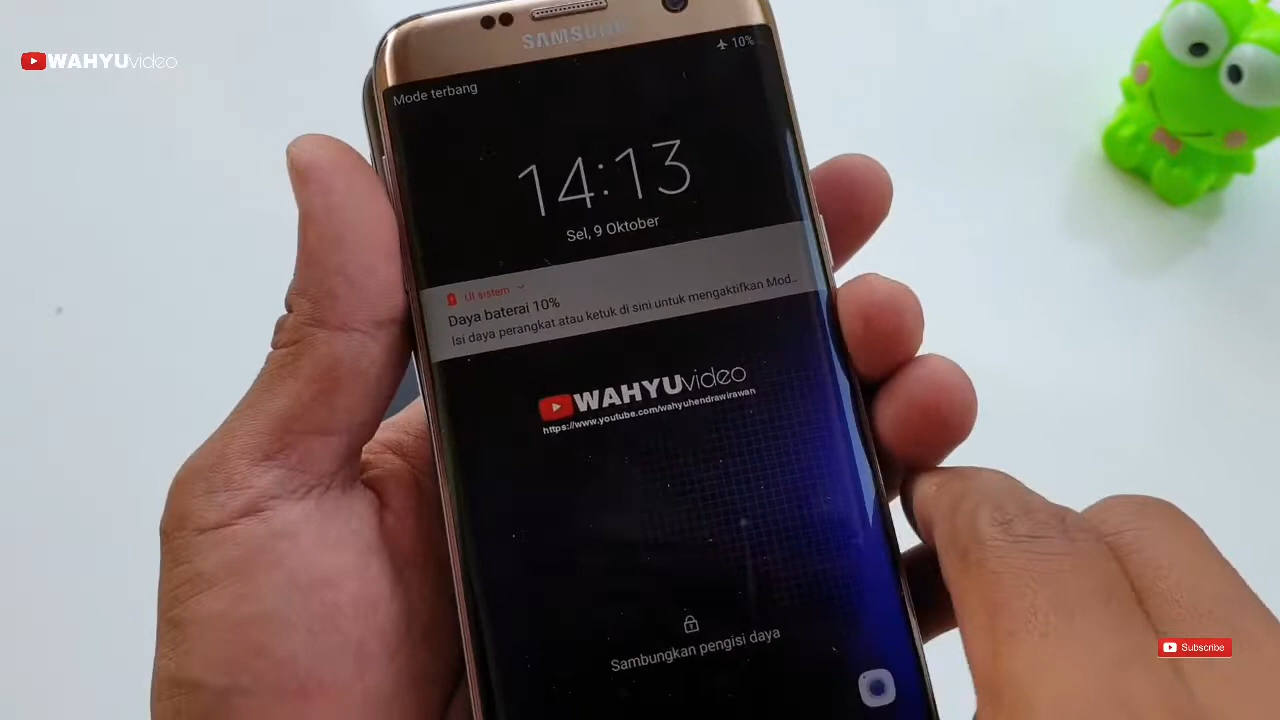 WAHYUvideo
SAMSUNG
10%
Mode terbang
14:13
Sel, 9 Oktober
UI sistem
Daya baterai 10%
Isi daya perangkat atau ketuk di sini untuk mengaktifkan Mod..
WAHYUvideo
https://www.youtube.com/wahyuhendrawirawan
Sambungkan pengisi daya
Subscribe